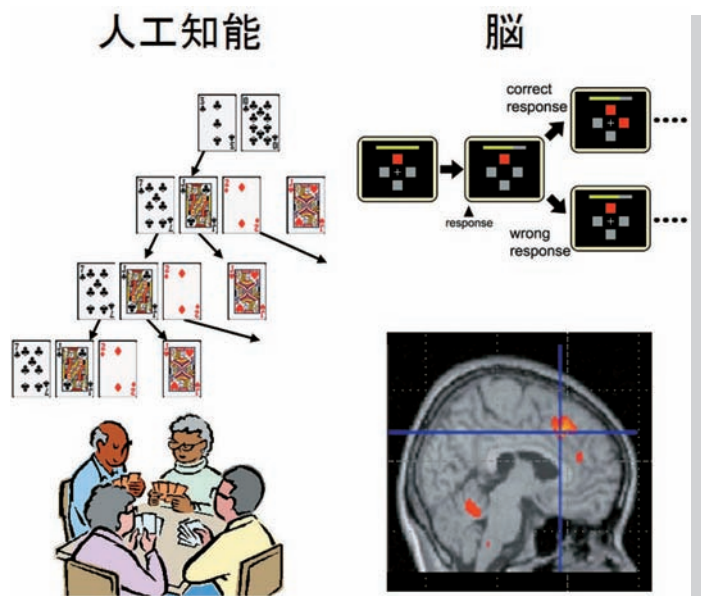 人工知能
脳
correct
response
response
wrong
response